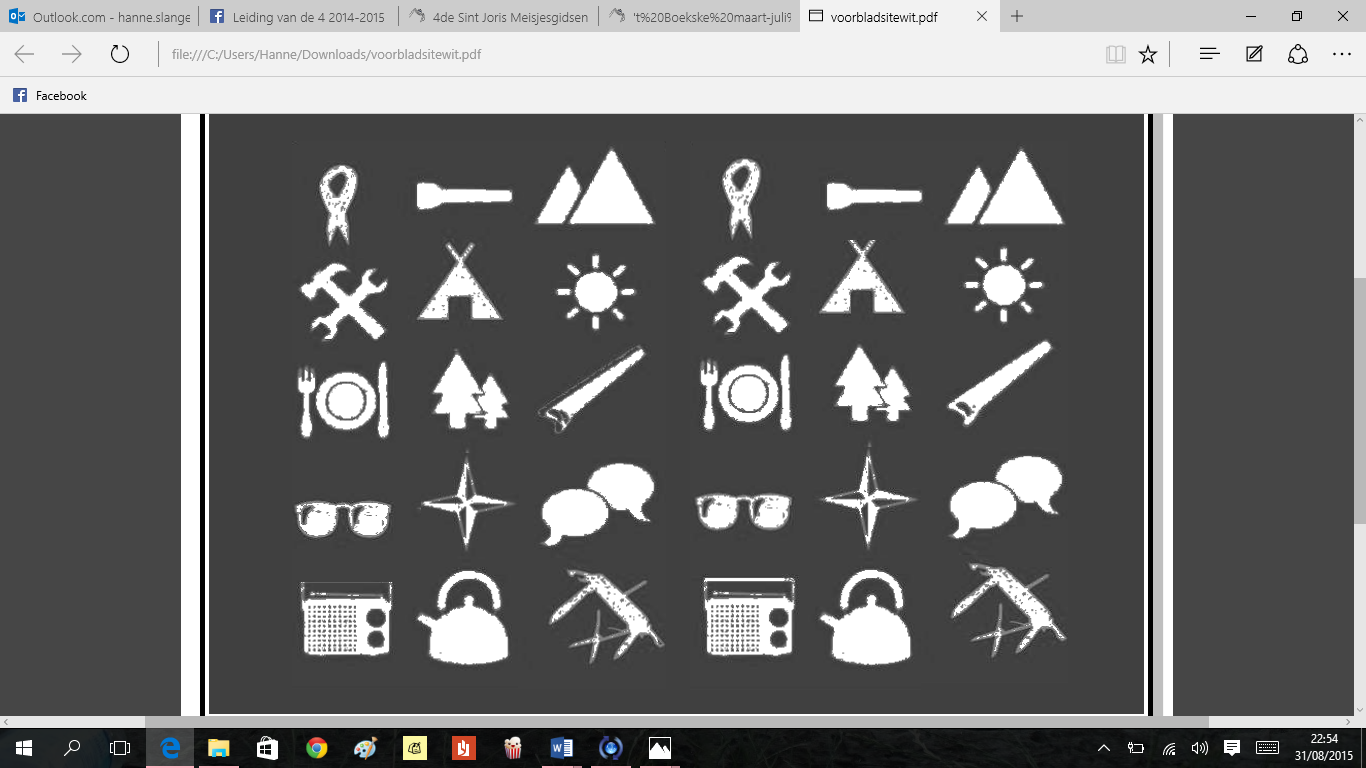 Outlook.com - hanne.slange
Leiding van de 4 2014-2015
4de Sint Joris Meisjesgidsen
't%20Boekske%20maart-juli%
voorbladsitewit.pdf
file:///C:/Users/Hanne/Downloads/voorbladsitewit.pdf
Facebook
22:54
31/08/2015